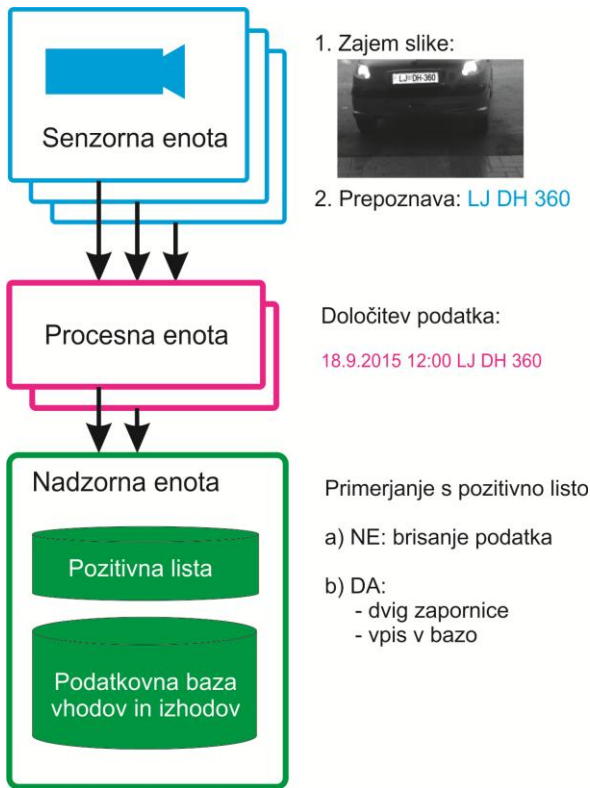 1. Zajem slike:
LJ DH-360
Senzorna enota
2. Prepoznava: LJ DH 360
Procesna enota
Določitev podatka:
18.9.2015 12:00 LJ DH 360
Nadzorna enota
Pozitivna lista
Podatkovna baza
vhodov in izhodov
Primerjanje s pozitivno listo
a) NE: brisanje podatka
b) DA:
- dvig zapornice
- vpis v bazo